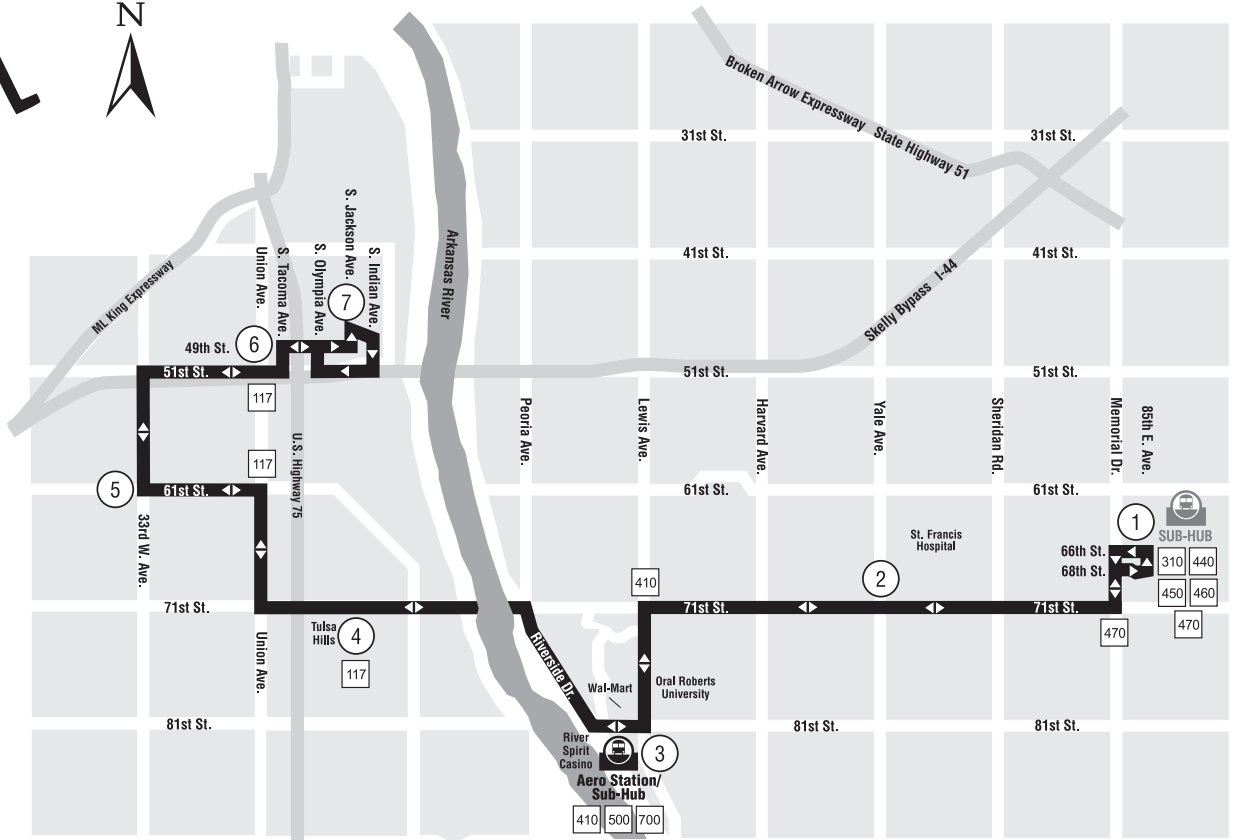 N
Broken Arrow Expressway State Highway 51
31st St.
31st St.
ML King Expressway
Union Ave.
S. Tacoma Ave.
S. Olympia Ave.
S. Jackson Ave.
S. Indian Ave.
Arkansas River
41st St.
41st St.
Skelly Bypass I-44
7
49th St.
6
51st St.
51st St.
51st St.
117
Peoria Ave.
Lewis Ave.
Harvard Ave.
Yale Ave.
Sheridan Rd.
Memorial Dr.
85th E. Ave.
U.S. Highway 75
117
5
61st St.
61st St.
61st St.
33rd W. Ave.
1
SUB-HUB
St. Francis
Hospital
66th St.
68th St.
310
440
450
460
470
2
410
71st St.
71st St.
71st St.
470
Tulsa
Hills
4
117
Union Ave.
Riverside Dr.
Wal-Mart
Oral Roberts
University
81st St.
81st St.
81st St.
River
Spirit
Casino
3
Aero Station/
Sub-Hub
410
500
700